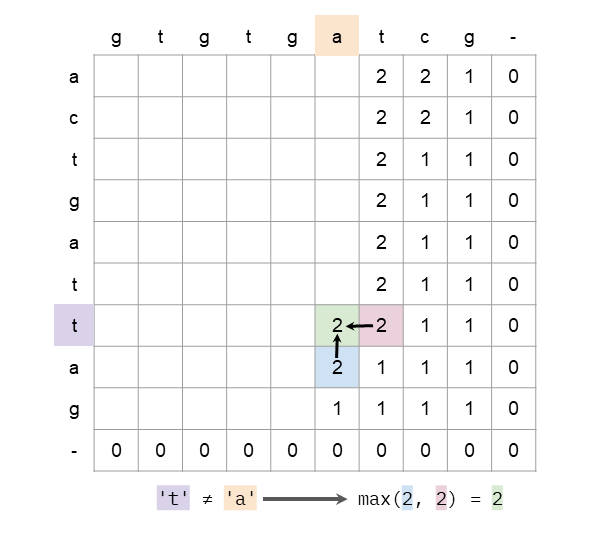 g t g t g a t c g -
a 2 2 1 0
c 2 2 1 0
t 2 1 1 0
g 2 1 1 0
a 2 1 1 0
t 2 1 1 0
t 2 2 1 1 0
a 2 1 1 1 0
g 1 1 1 1 0
- 0 0 0 0 0 0 0 0 0 0
't' ≠ 'a' max(2, 2) = 2